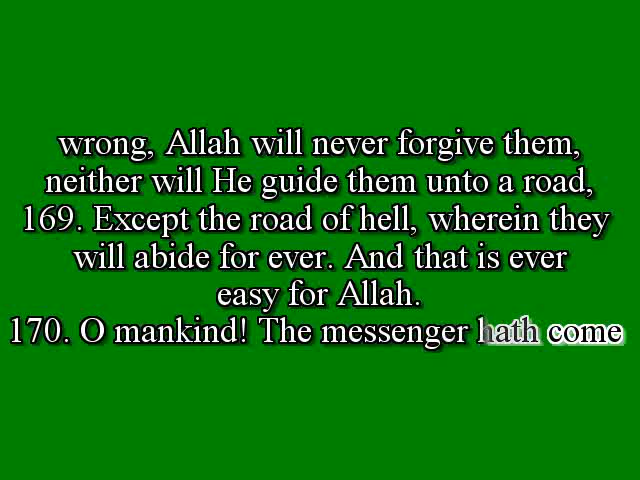 wrong, Allah will never forgive them,
neither will He guide them unto a road,
169. Except the road of hell, wherein they
will abide for ever. And that is ever
easy for Allah.
170. O mankind! The messenger hath come